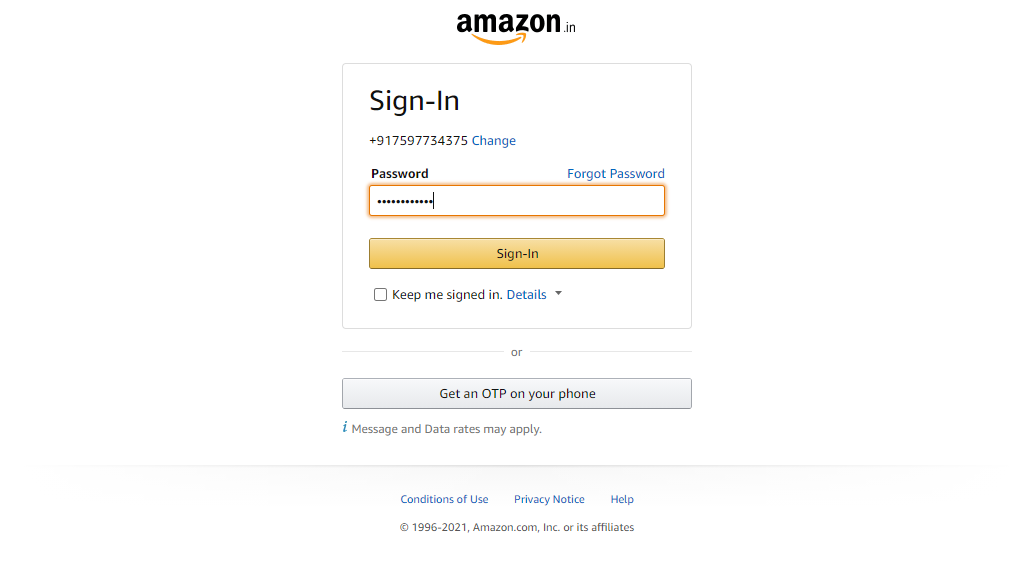 amazon.in
Sign-In
+917597734375 Change
Password Forgot Password
••••••••••••
Sign-In
Keep me signed in. Details
or
Get an OTP on your phone
i Message and Data rates may apply.
Conditions of Use Privacy Notice Help
© 1996-2021, Amazon.com, Inc. or its affiliates